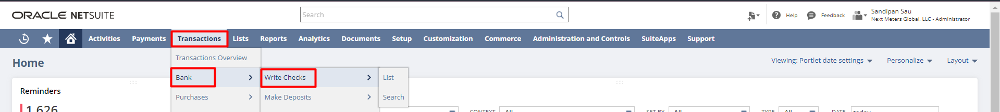 ORACLE NETSUITE
Search
Help
Feedback
Sandipan Sau
Next Meters Global, LLC - Administrator
Activities Payments Transactions Lists Reports Analytics Documents Setup Customization Commerce Administration and Controls SuiteApps Support
Home
Transactions Overview
Viewing: Portlet date settings
Personalize
Layout
Bank
Write Checks
List
Reminders
Purchases
Make Deposits
Search
1,626
CONTEXT
All
SET BY
All
TYPE
All
DATE
today